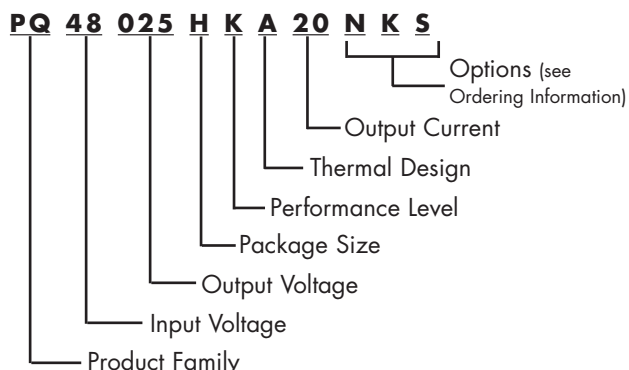 PQ 48 025 H K A 20 N K S
Options (see
Ordering Information)
Output Current
Thermal Design
Performance Level
Package Size
Output Voltage
Input Voltage
Product Family